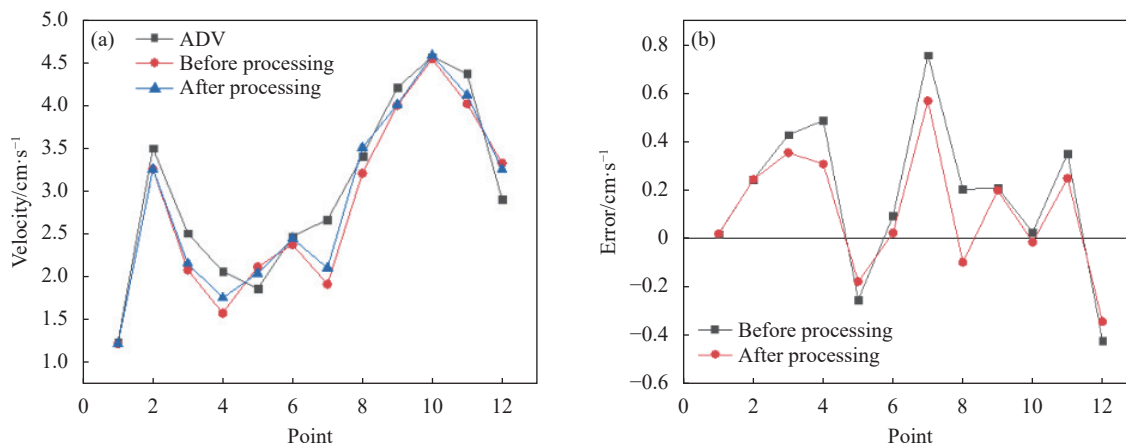 (a)
ADV
Before processing
After processing
5.0
4.5
4.0
3.5
3.0
2.5
2.0
1.5
1.0
Velocity/cm·s⁻¹
0 2 4 6 8 10 12
Point
(b)
0.8
0.6
0.4
0.2
0
−0.2
−0.4
−0.6
Error/cm·s⁻¹
Before processing
After processing
0 2 4 6 8 10 12
Point